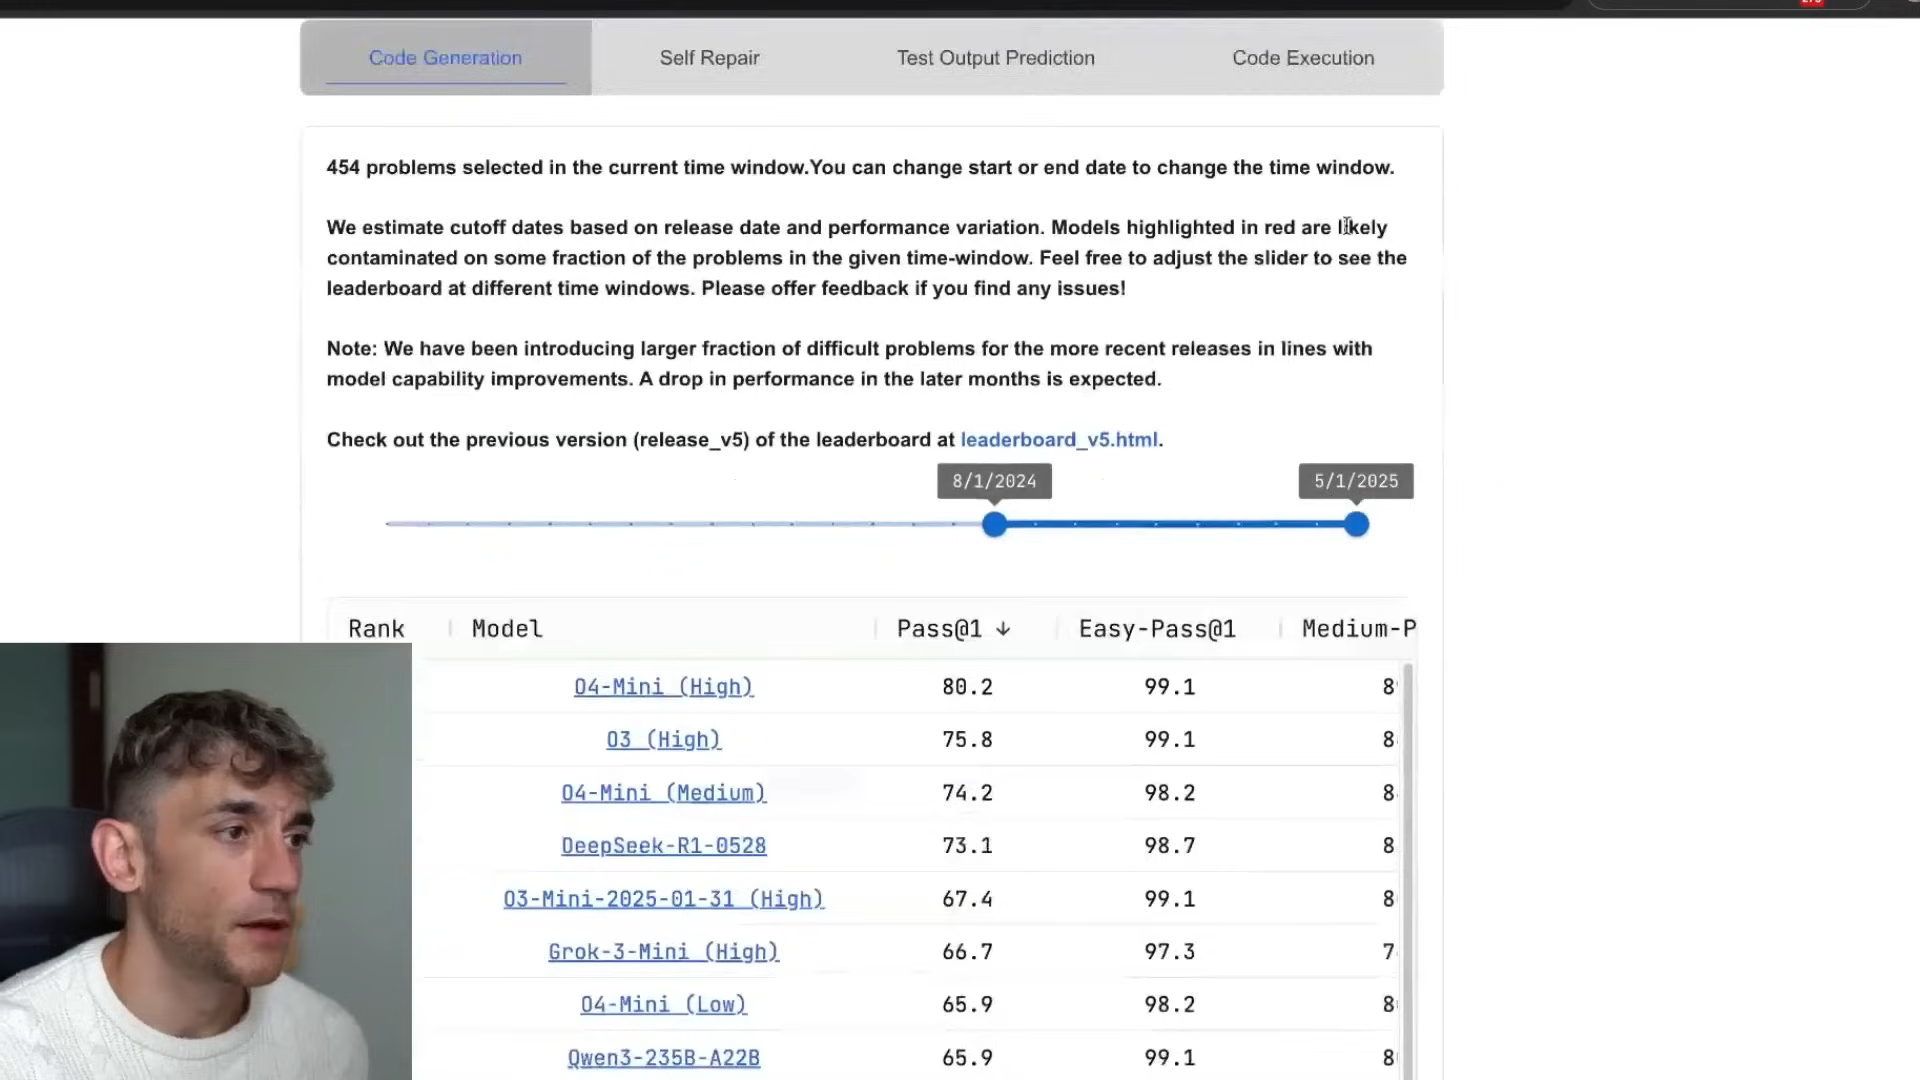 Code Generation
Self Repair
Test Output Prediction
Code Execution
454 problems selected in the current time window.You can change start or end date to change the time window.
We estimate cutoff dates based on release date and performance variation. Models highlighted in red are likely
contaminated on some fraction of the problems in the given time-window. Feel free to adjust the slider to see the
leaderboard at different time windows. Please offer feedback if you find any issues!
Note: We have been introducing larger fraction of difficult problems for the more recent releases in lines with
model capability improvements. A drop in performance in the later months is expected.
Check out the previous version (release_v5) of the leaderboard at leaderboard_v5.html.
8/1/2024 5/1/2025
Rank Model Pass@1 ↓ Easy-Pass@1 Medium-P
O4-Mini (High) 80.2 99.1 8
O3 (High) 75.8 99.1 8
O4-Mini (Medium) 74.2 98.2 8
DeepSeek-R1-0528 73.1 98.7 8
O3-Mini-2025-01-31 (High) 67.4 99.1 8
Grok-3-Mini (High) 66.7 97.3 7
O4-Mini (Low) 65.9 98.2 8
Qwen3-235B-A22B 65.9 99.1 8